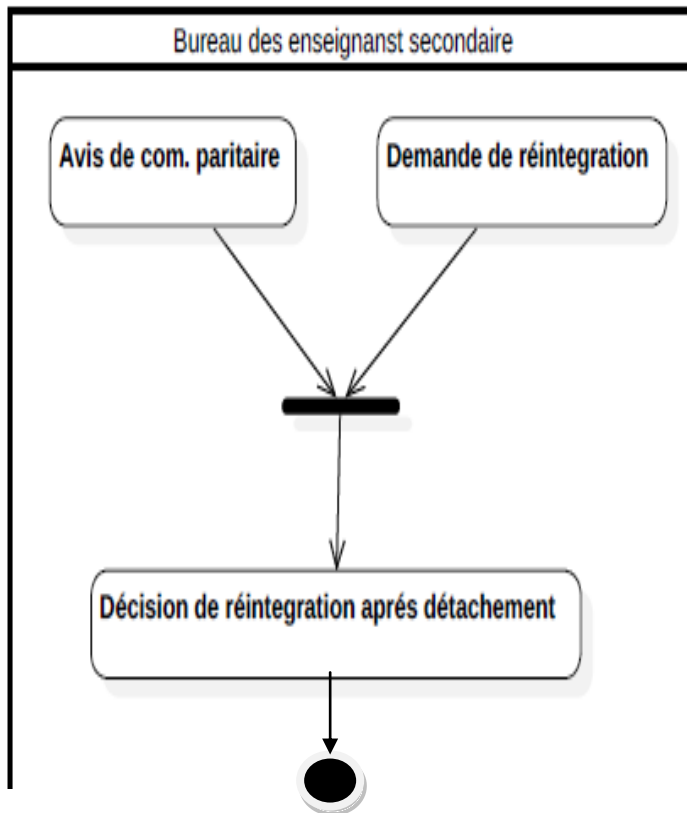 Bureau des enseignanst secondaire
Avis de com. paritaire
Demande de réintegration
Décision de réintegration aprés détachement